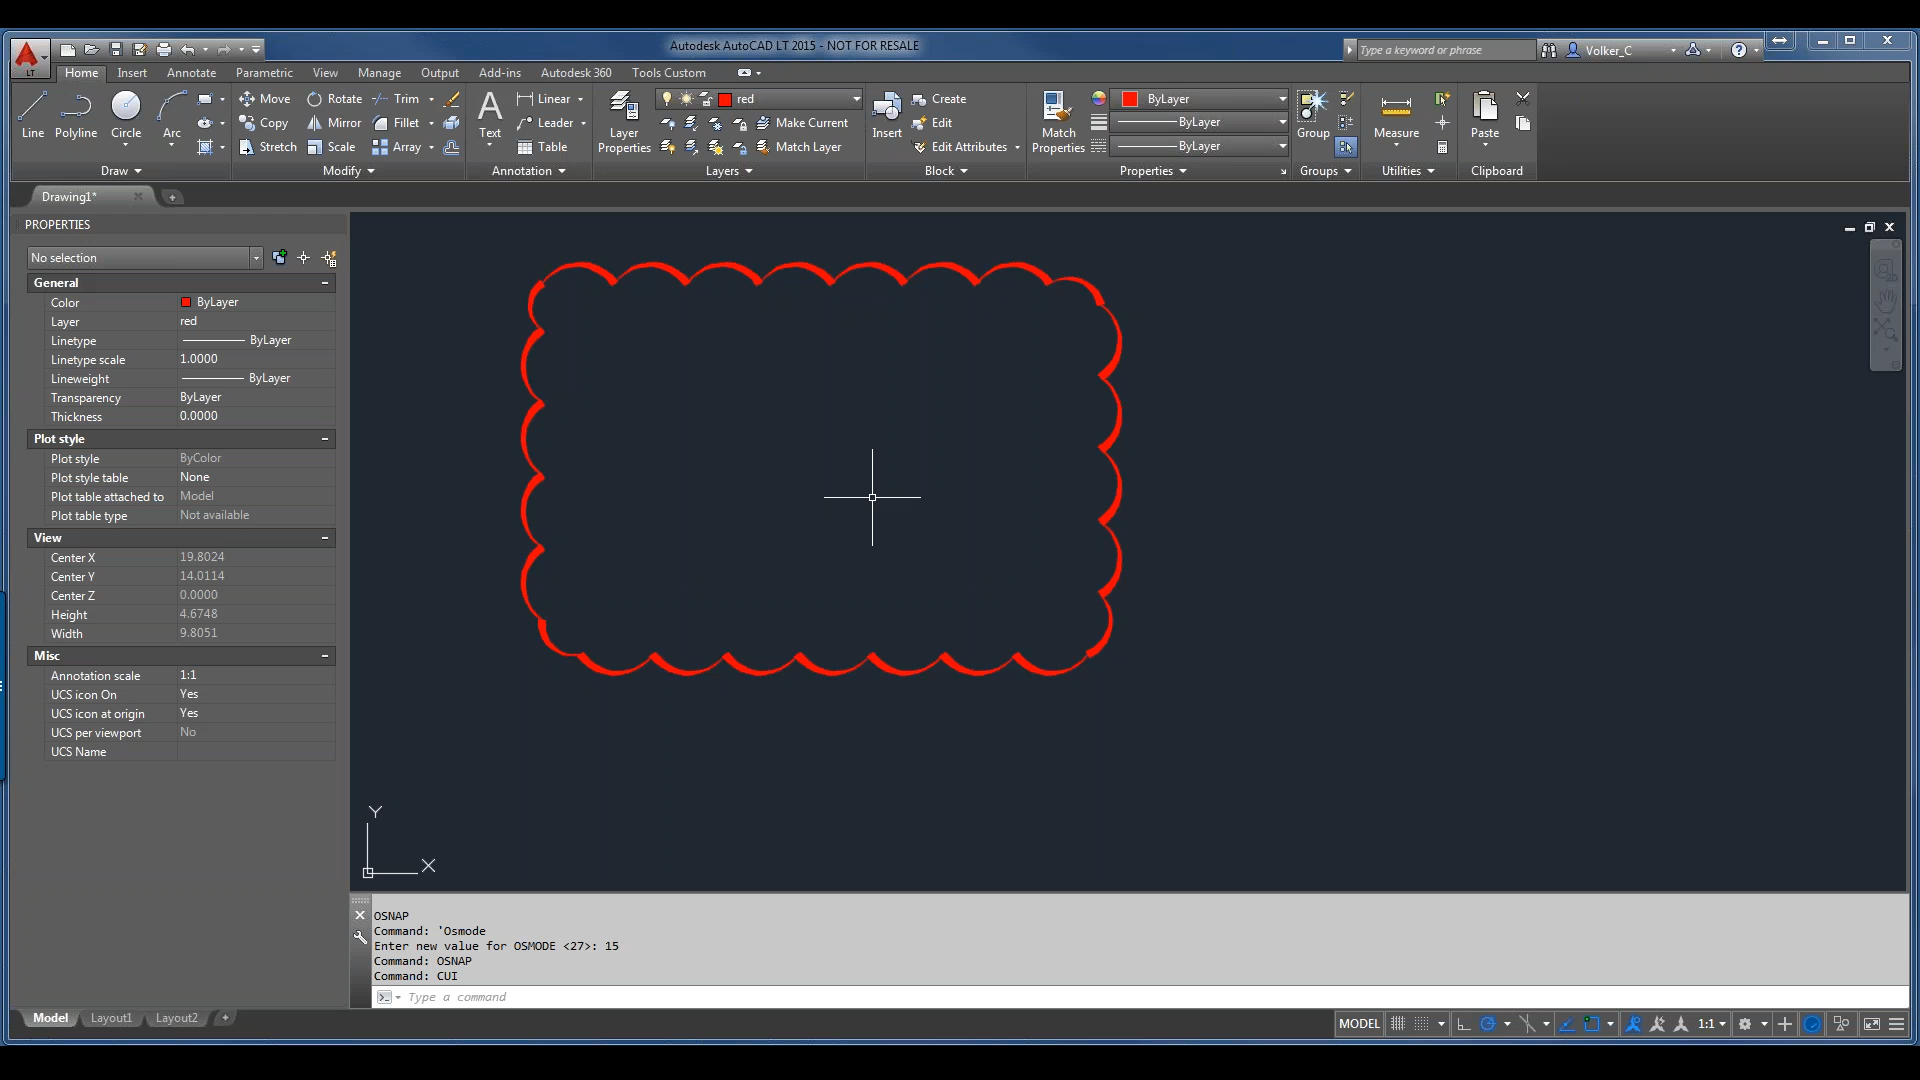 Autodesk AutoCAD LT 2015 - NOT FOR RESALE
Type a keyword or phrase
Volker_C
LT
Home Insert Annotate Parametric View Manage Output Add-ins Autodesk 360 Tools Custom
Line Polyline Circle Arc
Draw
Move Rotate Trim
Copy Mirror Fillet
Stretch Scale Array
Modify
Text
Linear
Leader
Table
Annotation
Layer Properties
red
Make Current
Match Layer
Layers
Insert
Create
Edit
Edit Attributes
Block
Match Properties
ByLayer
ByLayer
ByLayer
Properties
Group
Groups
Measure
Utilities
Paste
Clipboard
Drawing1*
PROPERTIES
No selection
General
Color ByLayer
Layer red
Linetype ByLayer
Linetype scale 1.0000
Lineweight ByLayer
Transparency ByLayer
Thickness 0.0000
Plot style
Plot style ByColor
Plot style table None
Plot table attached to Model
Plot table type Not available
View
Center X 19.8024
Center Y 14.0114
Center Z 0.0000
Height 4.6748
Width 9.8051
Misc
Annotation scale 1:1
UCS icon On Yes
UCS icon at origin Yes
UCS per viewport No
UCS Name
Y
X
OSNAP
Command: 'Osmode
Enter new value for OSMODE <27>: 15
Command: OSNAP
Command: CUI
Type a command
Model Layout1 Layout2 +
MODEL 1:1